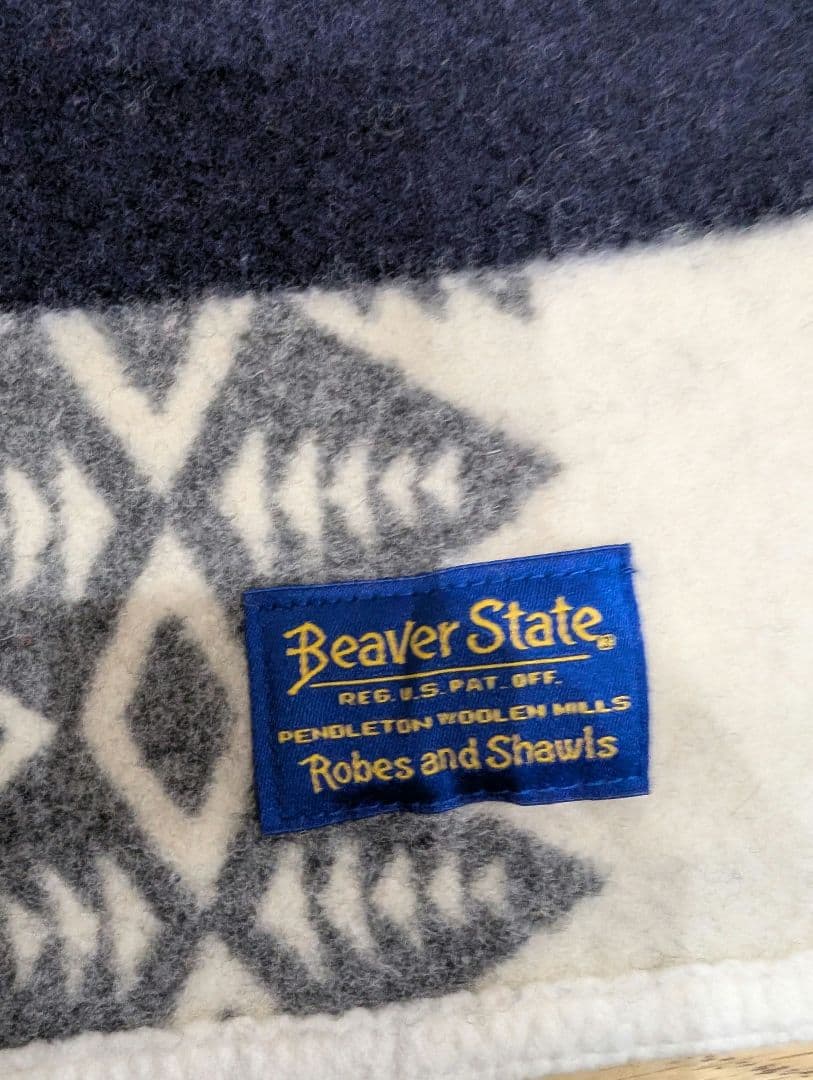 Beaver State®
REG. U.S. PAT. OFF.
PENDLETON WOOLEN MILLS
Robes and Shawls